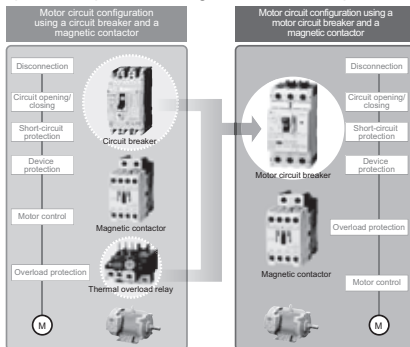 Motor circuit configuration
using a circuit breaker and a
magnetic contactor
Disconnection
Circuit opening/
closing
Short-circuit
protection
Device
protection
Motor control
Overload protection
M
Circuit breaker
Magnetic contactor
Thermal overload relay
Motor circuit configuration using a
motor circuit breaker and a
magnetic contactor
Motor circuit breaker
Magnetic contactor
Disconnection
Circuit opening/
closing
Short-circuit
protection
Device
protection
Overload protection
Motor control
M